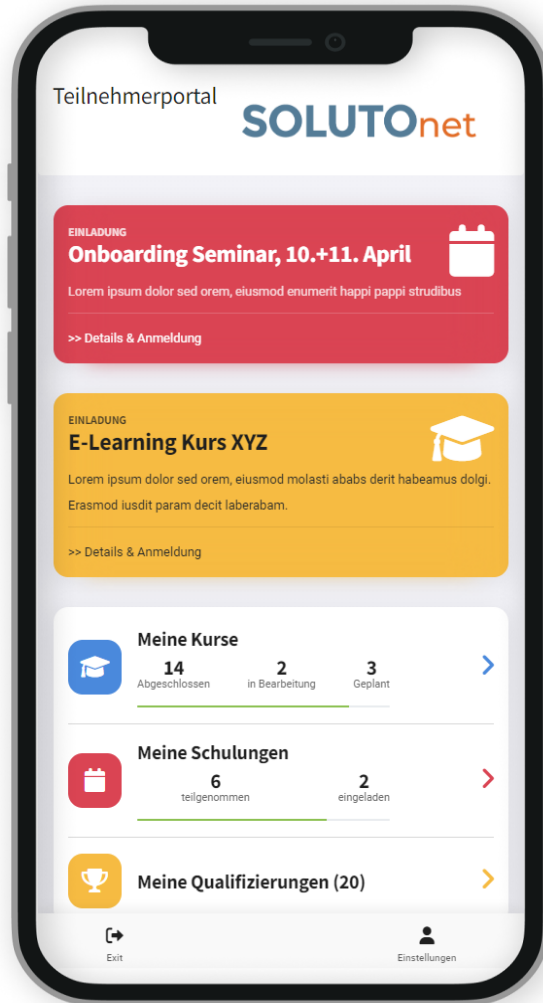 Teilnehmerportal
SOLUTOnet
EINLADUNG
Onboarding Seminar, 10.+11. April
Lorem ipsum dolor sed orem, eiusmod enumerit happi pappi strudibus
>> Details & Anmeldung
EINLADUNG
E-Learning Kurs XYZ
Lorem ipsum dolor sed orem, eiusmod molasti ababs derit habeamus dolgi.
Erasmod iusdit param decit laberabam.
>> Details & Anmeldung
Meine Kurse
14 2 3
Abgeschlossen in Bearbeitung Geplant
Meine Schulungen
6 2
teilgenommen eingeladen
Meine Qualifizierungen (20)
Exit Einstellungen